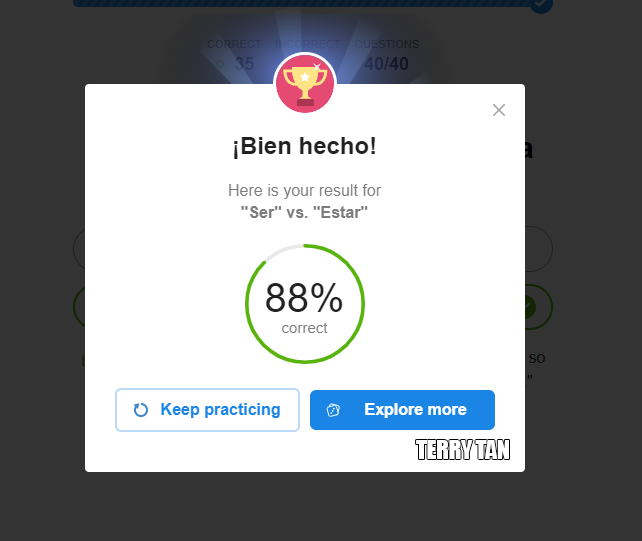 CORRECT INCORRECT QUESTIONS
35 40/40
¡Bien hecho!
Here is your result for
"Ser" vs. "Estar"
88%
correct
Keep practicing Explore more
TERRY TAN
so
"